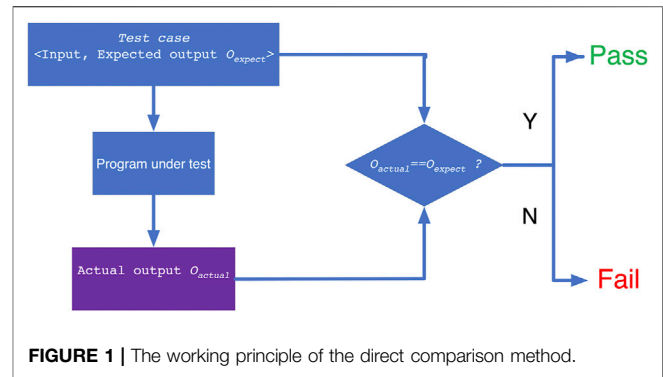 Test case
<Input, Expected output O_expect>
Program under test
Actual output O_actual
O_actual==O_expect ?
Y
N
Pass
Fail
FIGURE 1 | The working principle of the direct comparison method.